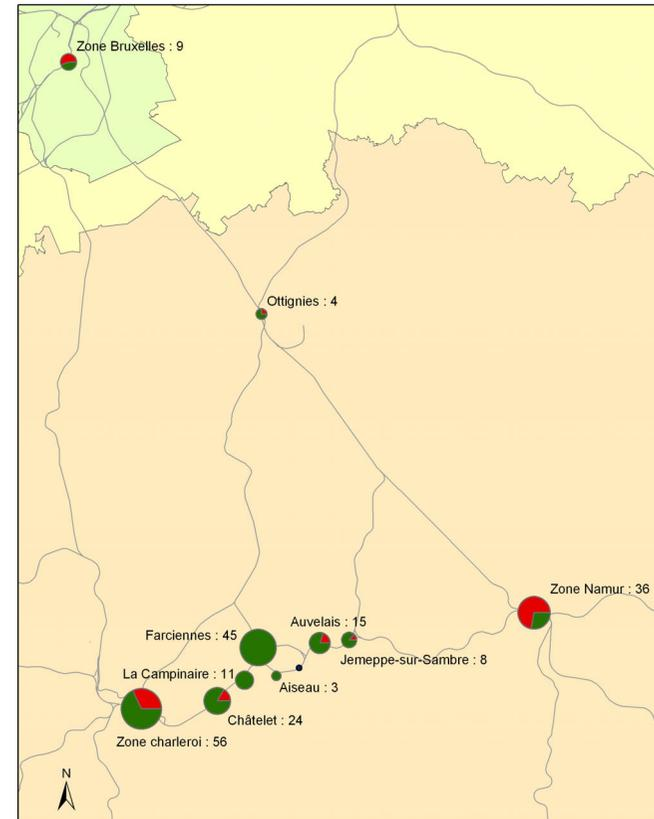 Zone Bruxelles : 9
Ottignies : 4
Zone Namur : 36
Auvelais : 15
Farciennes : 45
Jemeppe-sur-Sambre : 8
La Campinaire : 11
Aiseau : 3
Châtelet : 24
Zone charleroi : 56
N